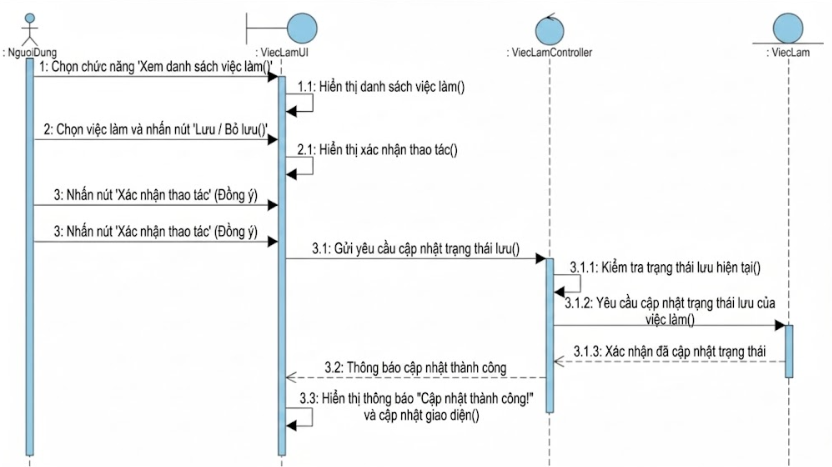 : NguoiDung
: ViecLamUI
: ViecLamController
: ViecLam
1: Chọn chức năng 'Xem danh sách việc làm()'
1.1: Hiển thị danh sách việc làm()
2: Chọn việc làm và nhấn nút 'Lưu / Bỏ lưu()'
2.1: Hiển thị xác nhận thao tác()
3: Nhấn nút 'Xác nhận thao tác' (Đồng ý)
3: Nhấn nút 'Xác nhận thao tác' (Đồng ý)
3.1: Gửi yêu cầu cập nhật trạng thái lưu()
3.1.1: Kiểm tra trạng thái lưu hiện tại()
3.1.2: Yêu cầu cập nhật trạng thái lưu của
việc làm()
3.1.3: Xác nhận đã cập nhật trạng thái
3.2: Thông báo cập nhật thành công
3.3: Hiển thị thông báo "Cập nhật thành công!"
và cập nhật giao diện()